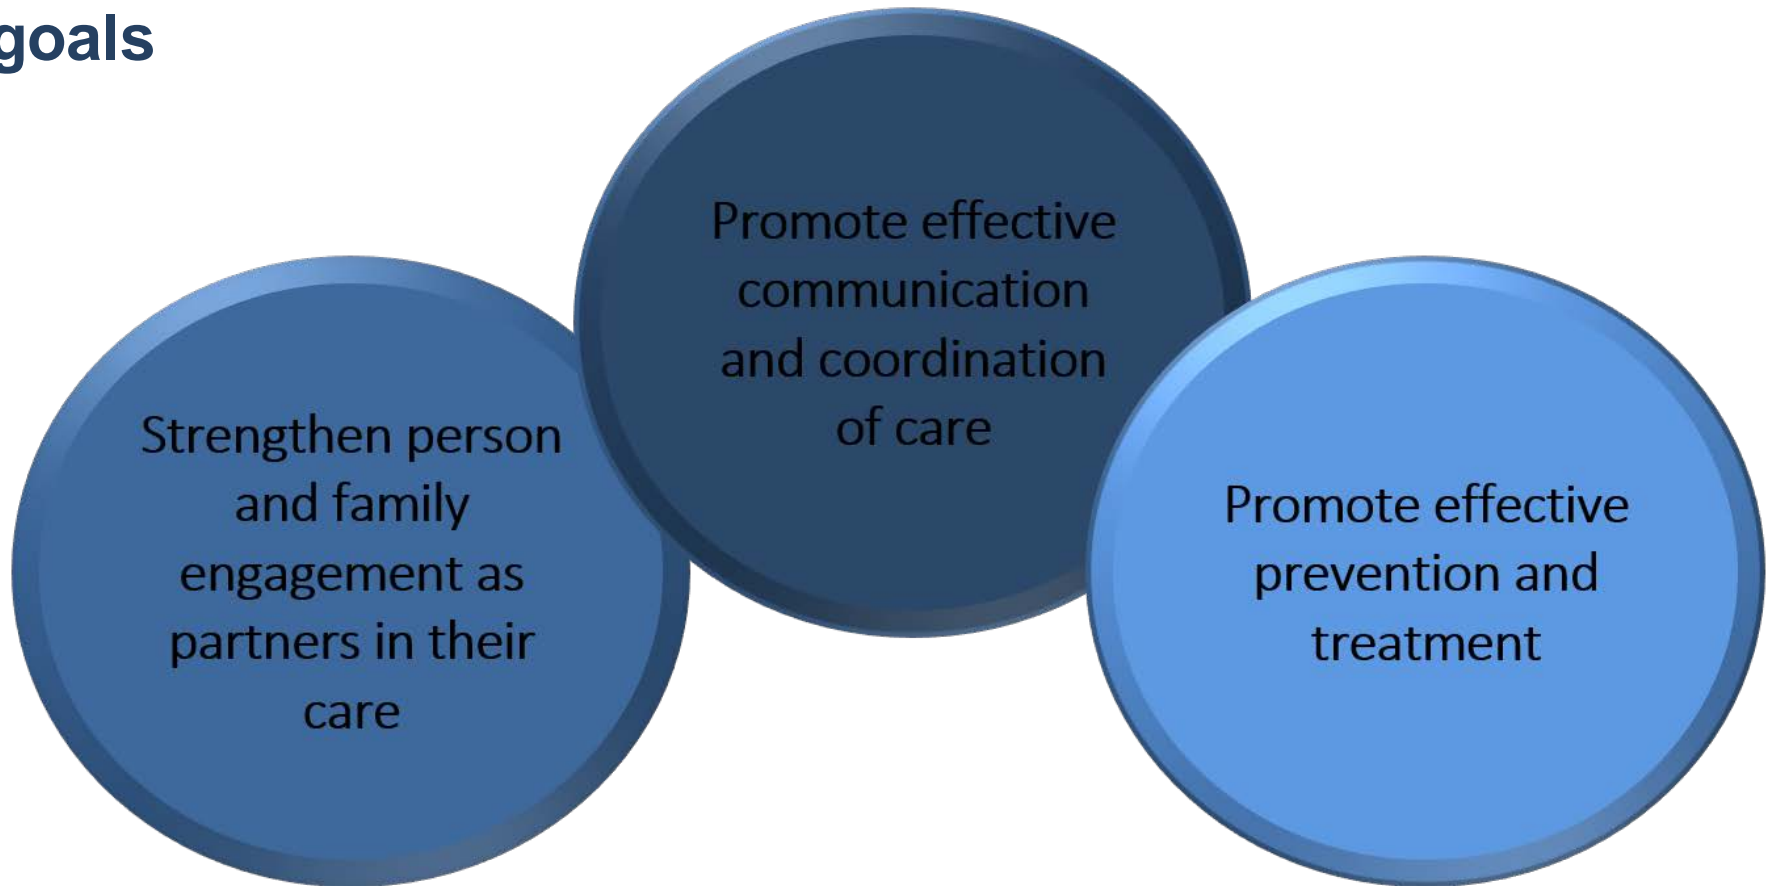 goals
Strengthen person
and family
engagement as
partners in their
care
Promote effective
communication
and coordination
of care
Promote effective
prevention and
treatment